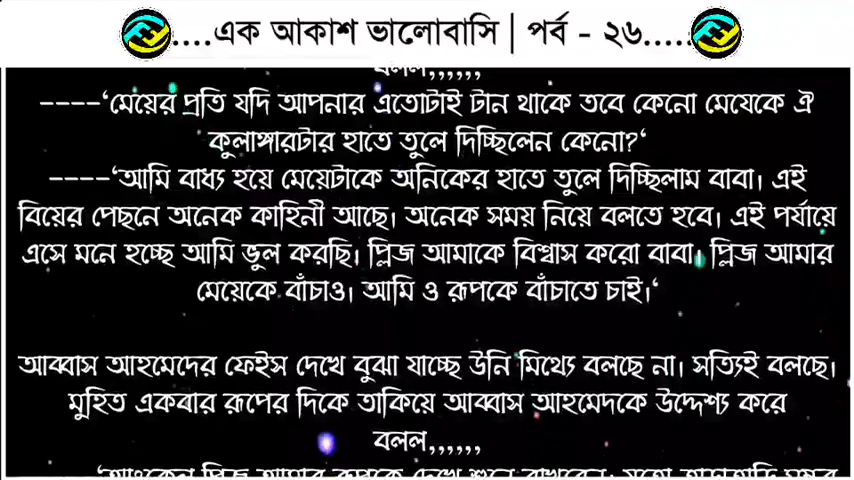 ....এক আকাশ ভালোবাসি | পর্ব - ২৬.....
বলল,,,,,,
----‘মেয়ের প্রতি যদি আপনার এতোটাই টান থাকে তবে কেনো মেযেকে ঐ
কুলাঙ্গারটার হাতে তুলে দিচ্ছিলেন কেনো?‘
----‘আমি বাধ্য হয়ে মেয়েটাকে অনিকের হাতে তুলে দিচ্ছিলাম বাবা। এই
বিয়ের পেছনে অনেক কাহিনী আছে। অনেক সময় নিয়ে বলতে হবে। এই পর্যায়ে
এসে মনে হচ্ছে আমি ভুল করছি। প্লিজ আমাকে বিশ্বাস করো বাবা। প্লিজ আমার
মেয়েকে বাঁচাও। আমি ও রূপকে বাঁচাতে চাই।‘
আব্বাস আহমেদের ফেইস দেখে বুঝা যাচ্ছে উনি মিথ্যে বলছে না। সত্যিই বলছে।
মুহিত একবার রূপের দিকে তাকিয়ে আব্বাস আহমেদকে উদ্দেশ্য করে
বলল,,,,,,